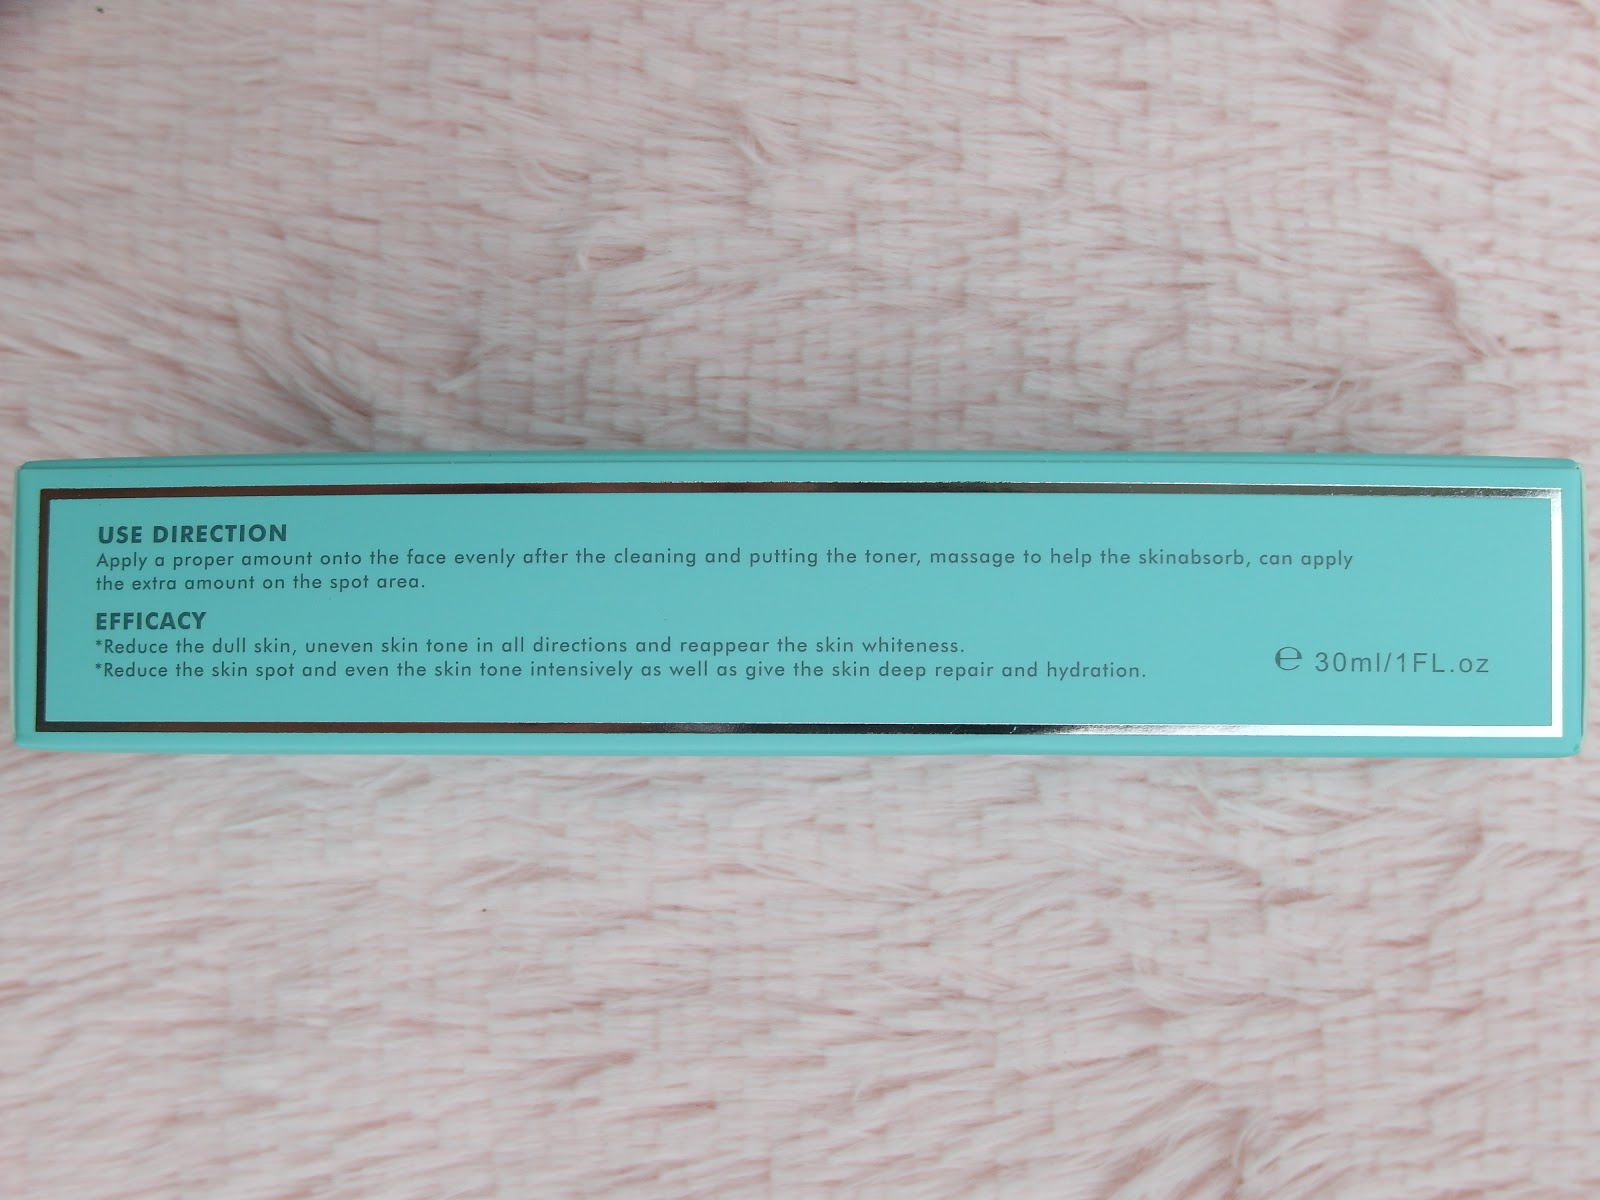 USE DIRECTION
Apply a proper amount onto the face evenly after the cleaning and putting the toner, massage to help the skinabsorb, can apply
the extra amount on the spot area.
EFFICACY
*Reduce the dull skin, uneven skin tone in all directions and reappear the skin whiteness.
*Reduce the skin spot and even the skin tone intensively as well as give the skin deep repair and hydration.
℮ 30ml/1FL.oz